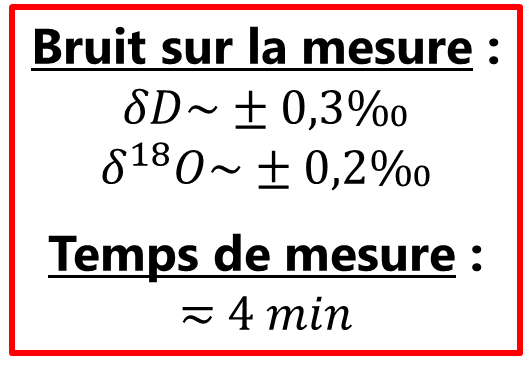 Bruit sur la mesure :
δD~ ± 0,3‰
δ¹⁸O~ ± 0,2‰
Temps de mesure :
≂ 4 min